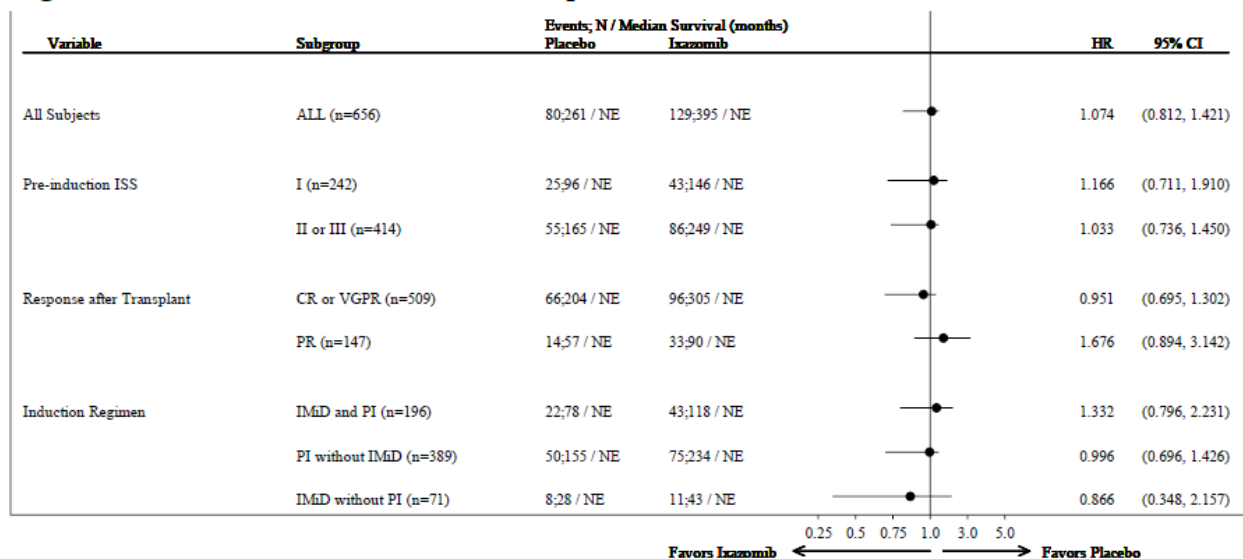 Events; N / Median Survival (months)
Variable Subgroup Placebo Ixazomib HR 95% CI
All Subjects ALL (n=656) 80;261 / NE 129;395 / NE 1.074 (0.812, 1.421)
Pre-induction ISS I (n=242) 25;96 / NE 43;146 / NE 1.166 (0.711, 1.910)
II or III (n=414) 55;165 / NE 86;249 / NE 1.033 (0.736, 1.450)
Response after Transplant CR or VGPR (n=509) 66;204 / NE 96;305 / NE 0.951 (0.695, 1.302)
PR (n=147) 14;57 / NE 33;90 / NE 1.676 (0.894, 3.142)
Induction Regimen IMiD and PI (n=196) 22;78 / NE 43;118 / NE 1.332 (0.796, 2.231)
PI without IMiD (n=389) 50;155 / NE 75;234 / NE 0.996 (0.696, 1.426)
IMiD without PI (n=71) 8;28 / NE 11;43 / NE 0.866 (0.348, 2.157)
0.25 0.5 0.75 1.0 3.0 5.0
Favors Ixazomib Favors Placebo